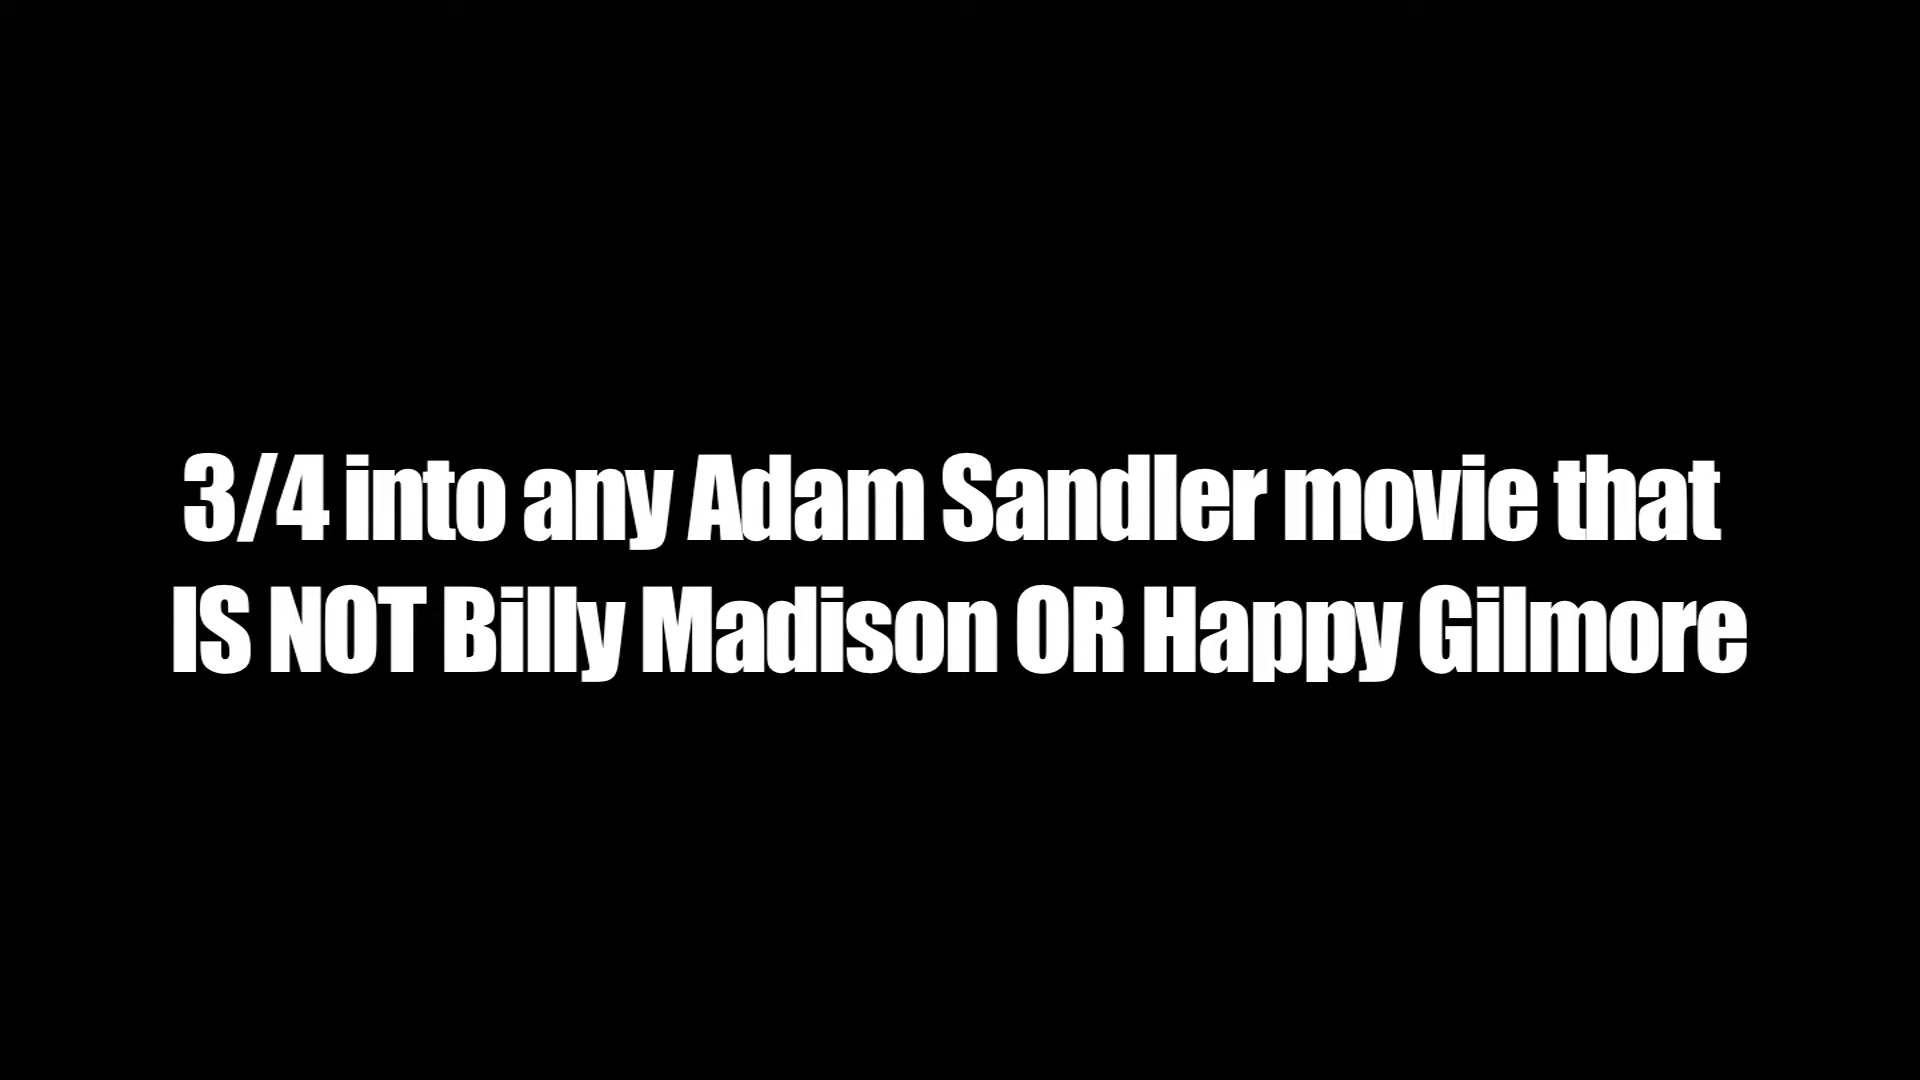 3/4 into any Adam Sandler movie that
IS NOT Billy Madison OR Happy Gilmore